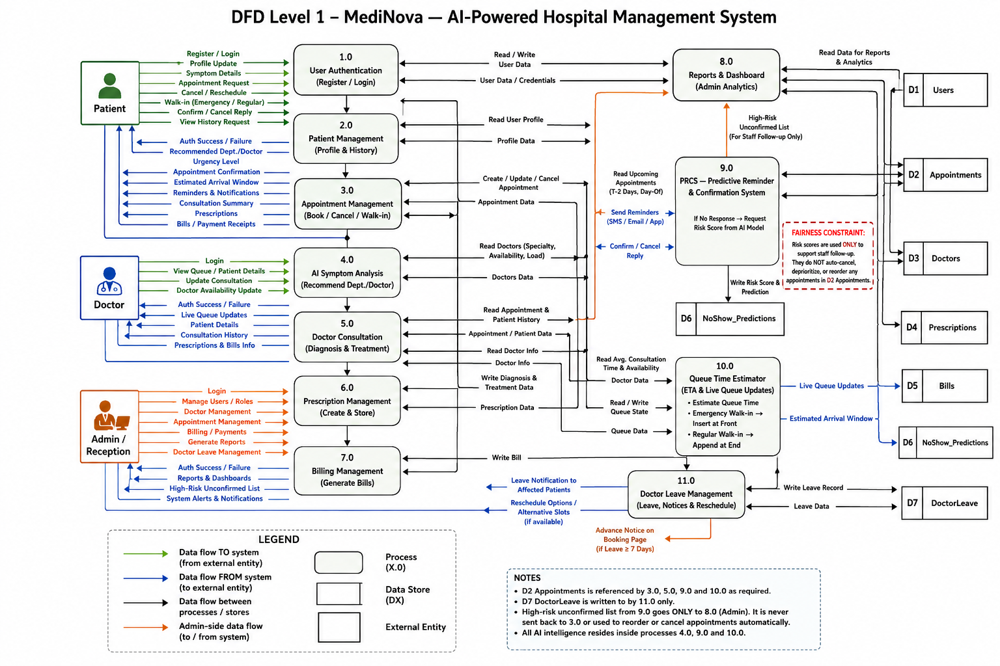 DFD Level 1 – MediNova — AI-Powered Hospital Management System
Patient
Register / Login
Profile Update
Symptom Details
Appointment Request
Cancel / Reschedule
Walk-in (Emergency / Regular)
Confirm / Cancel Reply
View History Request
Auth Success / Failure
Recommended Dept./Doctor
Urgency Level
Appointment Confirmation
Estimated Arrival Window
Reminders & Notifications
Consultation Summary
Prescriptions
Bills / Payment Receipts
Doctor
Login
View Queue / Patient Details
Update Consultation
Doctor Availability Update
Auth Success / Failure
Live Queue Updates
Patient Details
Consultation History
Prescriptions & Bills Info
Admin /
Reception
Login
Manage Users / Roles
Doctor Management
Appointment Management
Billing / Payments
Generate Reports
Doctor Leave Management
Auth Success / Failure
Reports & Dashboards
High-Risk Unconfirmed List
System Alerts & Notifications
1.0
User Authentication
(Register / Login)
2.0
Patient Management
(Profile & History)
3.0
Appointment Management
(Book / Cancel / Walk-in)
4.0
AI Symptom Analysis
(Recommend Dept./Doctor)
5.0
Doctor Consultation
(Diagnosis & Treatment)
6.0
Prescription Management
(Create & Store)
7.0
Billing Management
(Generate Bills)
Read / Write
User Data
User Data / Credentials
Read User Profile
Profile Data
Create / Update / Cancel
Appointment
Appointment Data
Read Doctors (Specialty,
Availability, Load)
Doctors Data
Read Appointment &
Patient History
Appointment / Patient Data
Read Doctor Info
Doctor Info
Write Diagnosis &
Treatment Data
Prescription Data
Write Bill
Leave Notification to
Affected Patients
Reschedule Options /
Alternative Slots
(if available)
Read Upcoming
Appointments
(T-2 Days, Day-Of)
Send Reminders
(SMS / Email / App)
Confirm / Cancel
Reply
Read Avg. Consultation
Time & Availability
Doctor Data
Read / Write
Queue State
Queue Data
8.0
Reports & Dashboard
(Admin Analytics)
High-Risk
Unconfirmed List
(For Staff Follow-up Only)
9.0
PRCS — Predictive Reminder
& Confirmation System
If No Response → Request
Risk Score from AI Model
Write Risk Score &
Prediction
D6
NoShow_Predictions
10.0
Queue Time Estimator
(ETA & Live Queue Updates)
• Estimate Queue Time
• Emergency Walk-in →
Insert at Front
• Regular Walk-in →
Append at End
11.0
Doctor Leave Management
(Leave, Notices & Reschedule)
Advance Notice on
Booking Page
(if Leave ≥ 7 Days)
Read Data for Reports
& Analytics
FAIRNESS CONSTRAINT:
Risk scores are used ONLY to
support staff follow-up.
They do NOT auto-cancel,
deprioritize, or reorder any
appointments in D2 Appointments.
Live Queue Updates
Estimated Arrival Window
Write Leave Record
Leave Data
D1 Users
D2 Appointments
D3 Doctors
D4 Prescriptions
D5 Bills
D6 NoShow_Predictions
D7 DoctorLeave
LEGEND
Data flow TO system
(from external entity)
Data flow FROM system
(to external entity)
Data flow between
processes / stores
Admin-side data flow
(to / from system)
Process
(X.0)
Data Store
(DX)
External Entity
NOTES
• D2 Appointments is referenced by 3.0, 5.0, 9.0 and 10.0 as required.
• D7 DoctorLeave is written to by 11.0 only.
• High-risk unconfirmed list from 9.0 goes ONLY to 8.0 (Admin). It is never
sent back to 3.0 or used to reorder or cancel appointments automatically.
• All AI intelligence resides inside processes 4.0, 9.0 and 10.0.